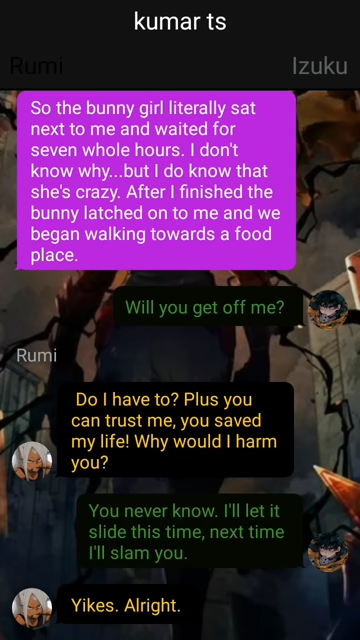 kumar ts
Rumi
Izuku
So the bunny girl literally sat
next to me and waited for
seven whole hours. I don't
know why...but I do know that
she's crazy. After I finished the
bunny latched on to me and we
began walking towards a food
place.
Will you get off me?
Rumi
Do I have to? Plus you
can trust me, you saved
my life! Why would I harm
you?
You never know. I'll let it
slide this time, next time
I'll slam you.
Yikes. Alright.